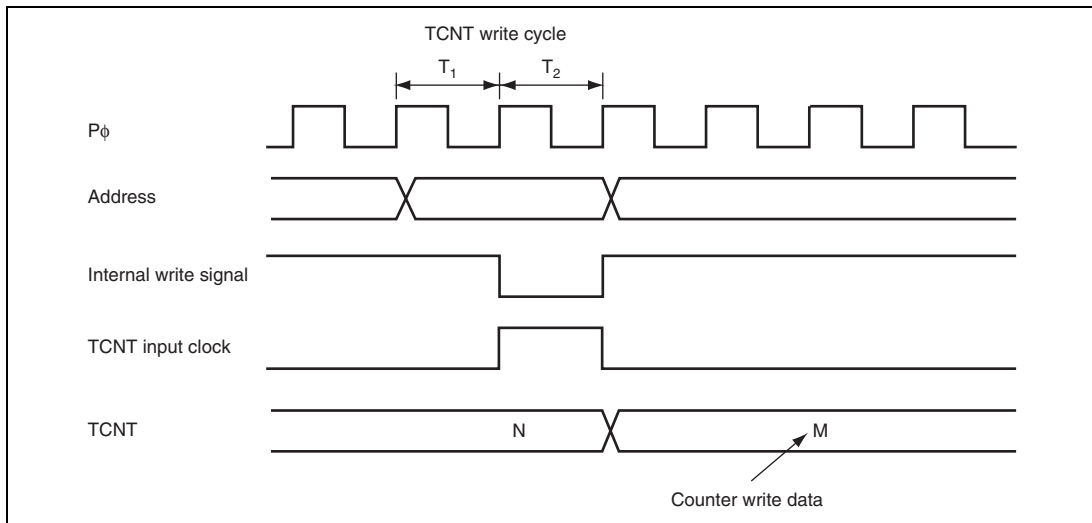 TCNT write cycle
T1 T2
Pφ
Address
Internal write signal
TCNT input clock
TCNT N M
Counter write data